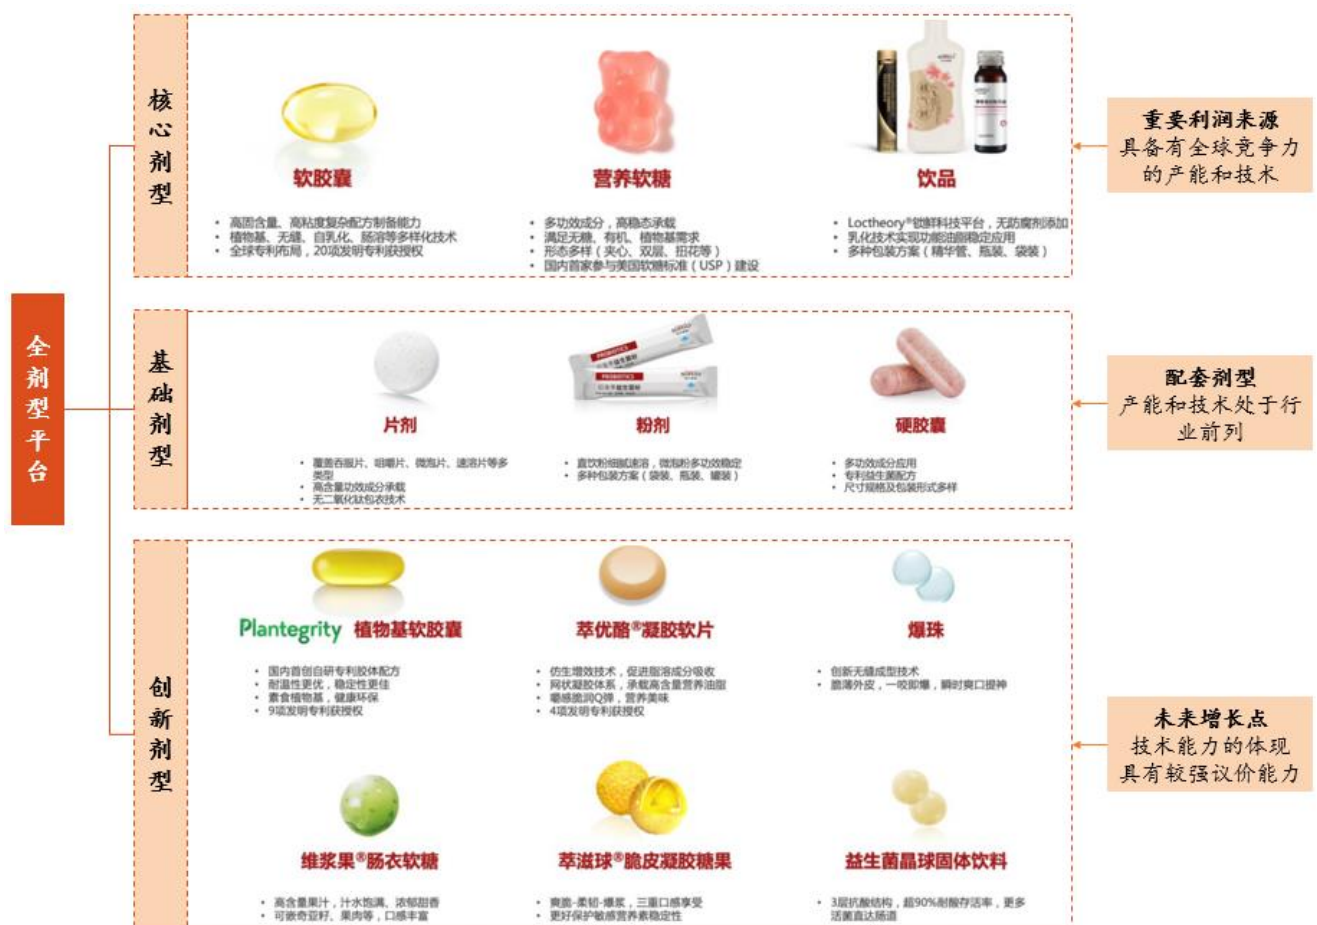 全剂型平台
核心剂型
软胶囊
• 高固含量、高粘度复杂配方制备能力
• 植物基、无缝、自乳化、肠溶等多样化技术
• 全球专利布局，20项发明专利获授权
营养软糖
• 多功效成分，高稳态承载
• 满足无糖、有机、植物基需求
• 形态多样（夹心、双层、扭花等）
• 国内首家参与美国软糖标准（USP）建设
饮品
• Loctheory®锁鲜科技平台，无防腐剂添加
• 乳化技术实现功能油脂稳定应用
• 多种包装方案（精华管、瓶装、袋装）
重要利润来源
具备有全球竞争力
的产能和技术
基础剂型
片剂
• 覆盖吞服片、咀嚼片、微泡片、速溶片等多
类型
• 高含量功效成分承载
• 无二氧化钛包衣技术
PROBIOTICS
PROBIOTICS
粉剂
• 直饮粉细腻速溶，微泡粉多功效稳定
• 多种包装方案（袋装、瓶装、罐装）
硬胶囊
• 多功效成分应用
• 专利益生菌配方
• 尺寸规格及包装形式多样
配套剂型
产能和技术处于行
业前列
创新剂型
Plantegrity 植物基软胶囊
• 国内首创自研专利胶体配方
• 耐温性更优，稳定性更佳
• 素食植物基，健康环保
• 9项发明专利获授权
萃优酪®凝胶软片
• 仿生增效技术，促进脂溶成分吸收
• 网状凝胶体系，承载高含量营养油脂
• 嚼感脆润Q弹，营养美味
• 4项发明专利获授权
爆珠
• 创新无缝成型技术
• 脆薄外皮，一咬即爆，瞬时爽口提神
维浆果®肠衣软糖
• 高含量果汁，汁水饱满、浓郁甜香
• 可嵌奇亚籽、果肉等，口感丰富
萃滋球®脆皮凝胶糖果
• 爽脆-柔韧-爆浆，三重口感享受
• 更好保护敏感营养素稳定性
益生菌晶球固体饮料
• 3层抗酸结构，超90%耐酸存活率，更多
活菌直达肠道
未来增长点
技术能力的体现
具有较强议价能力